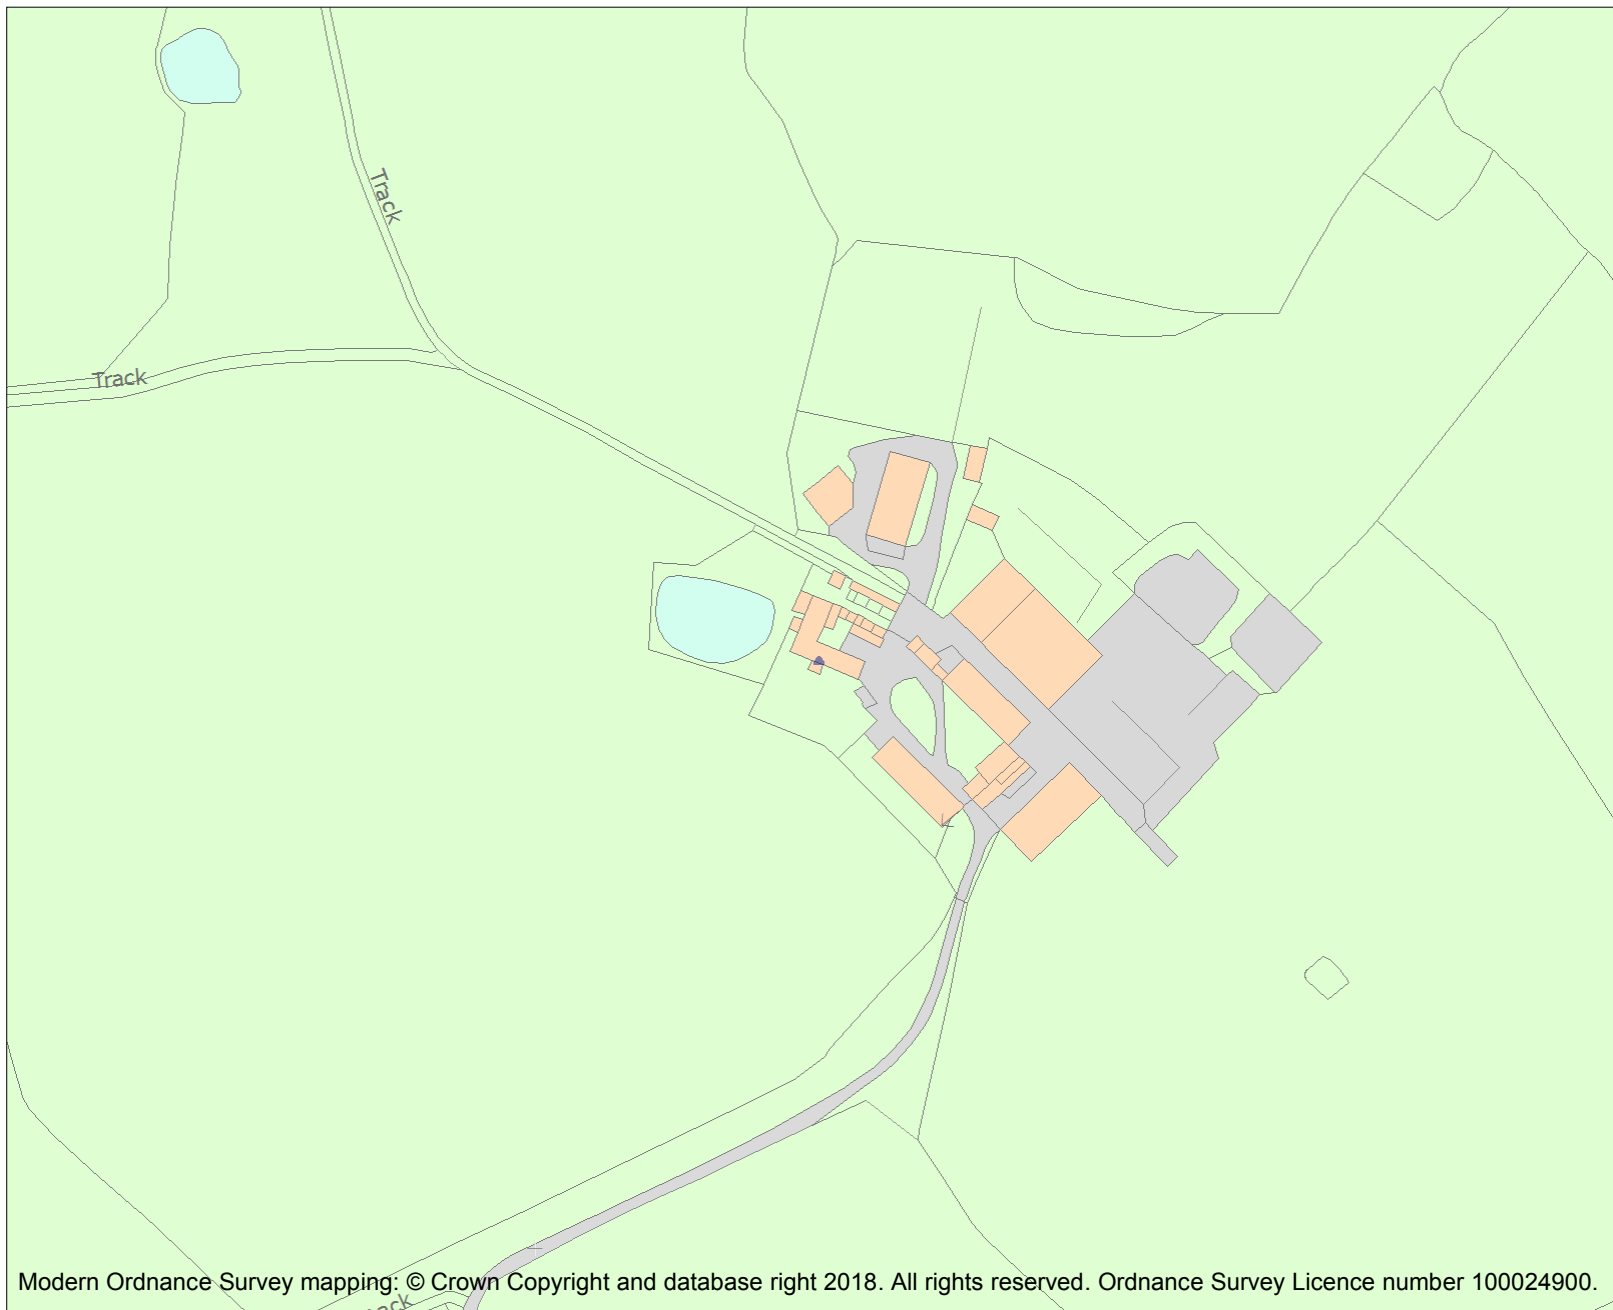 Track
Track
Modern Ordnance Survey mapping: © Crown Copyright and database right 2018. All rights reserved. Ordnance Survey Licence number 100024900.